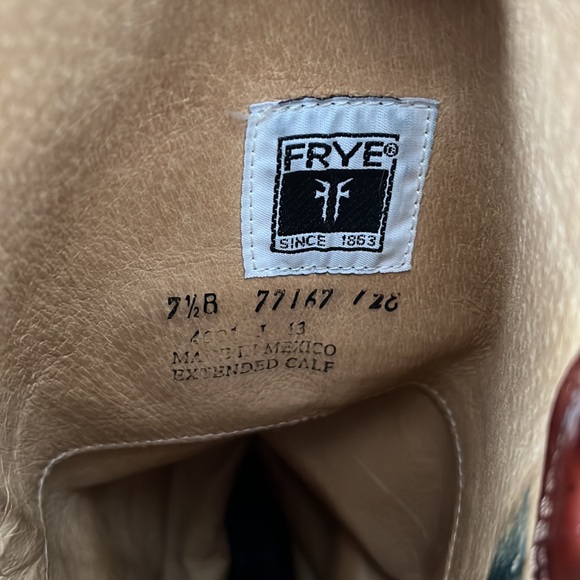 FRYE®
SINCE 1863
7½B 77167 /28
MADE IN MEXICO
EXTENDED CALF